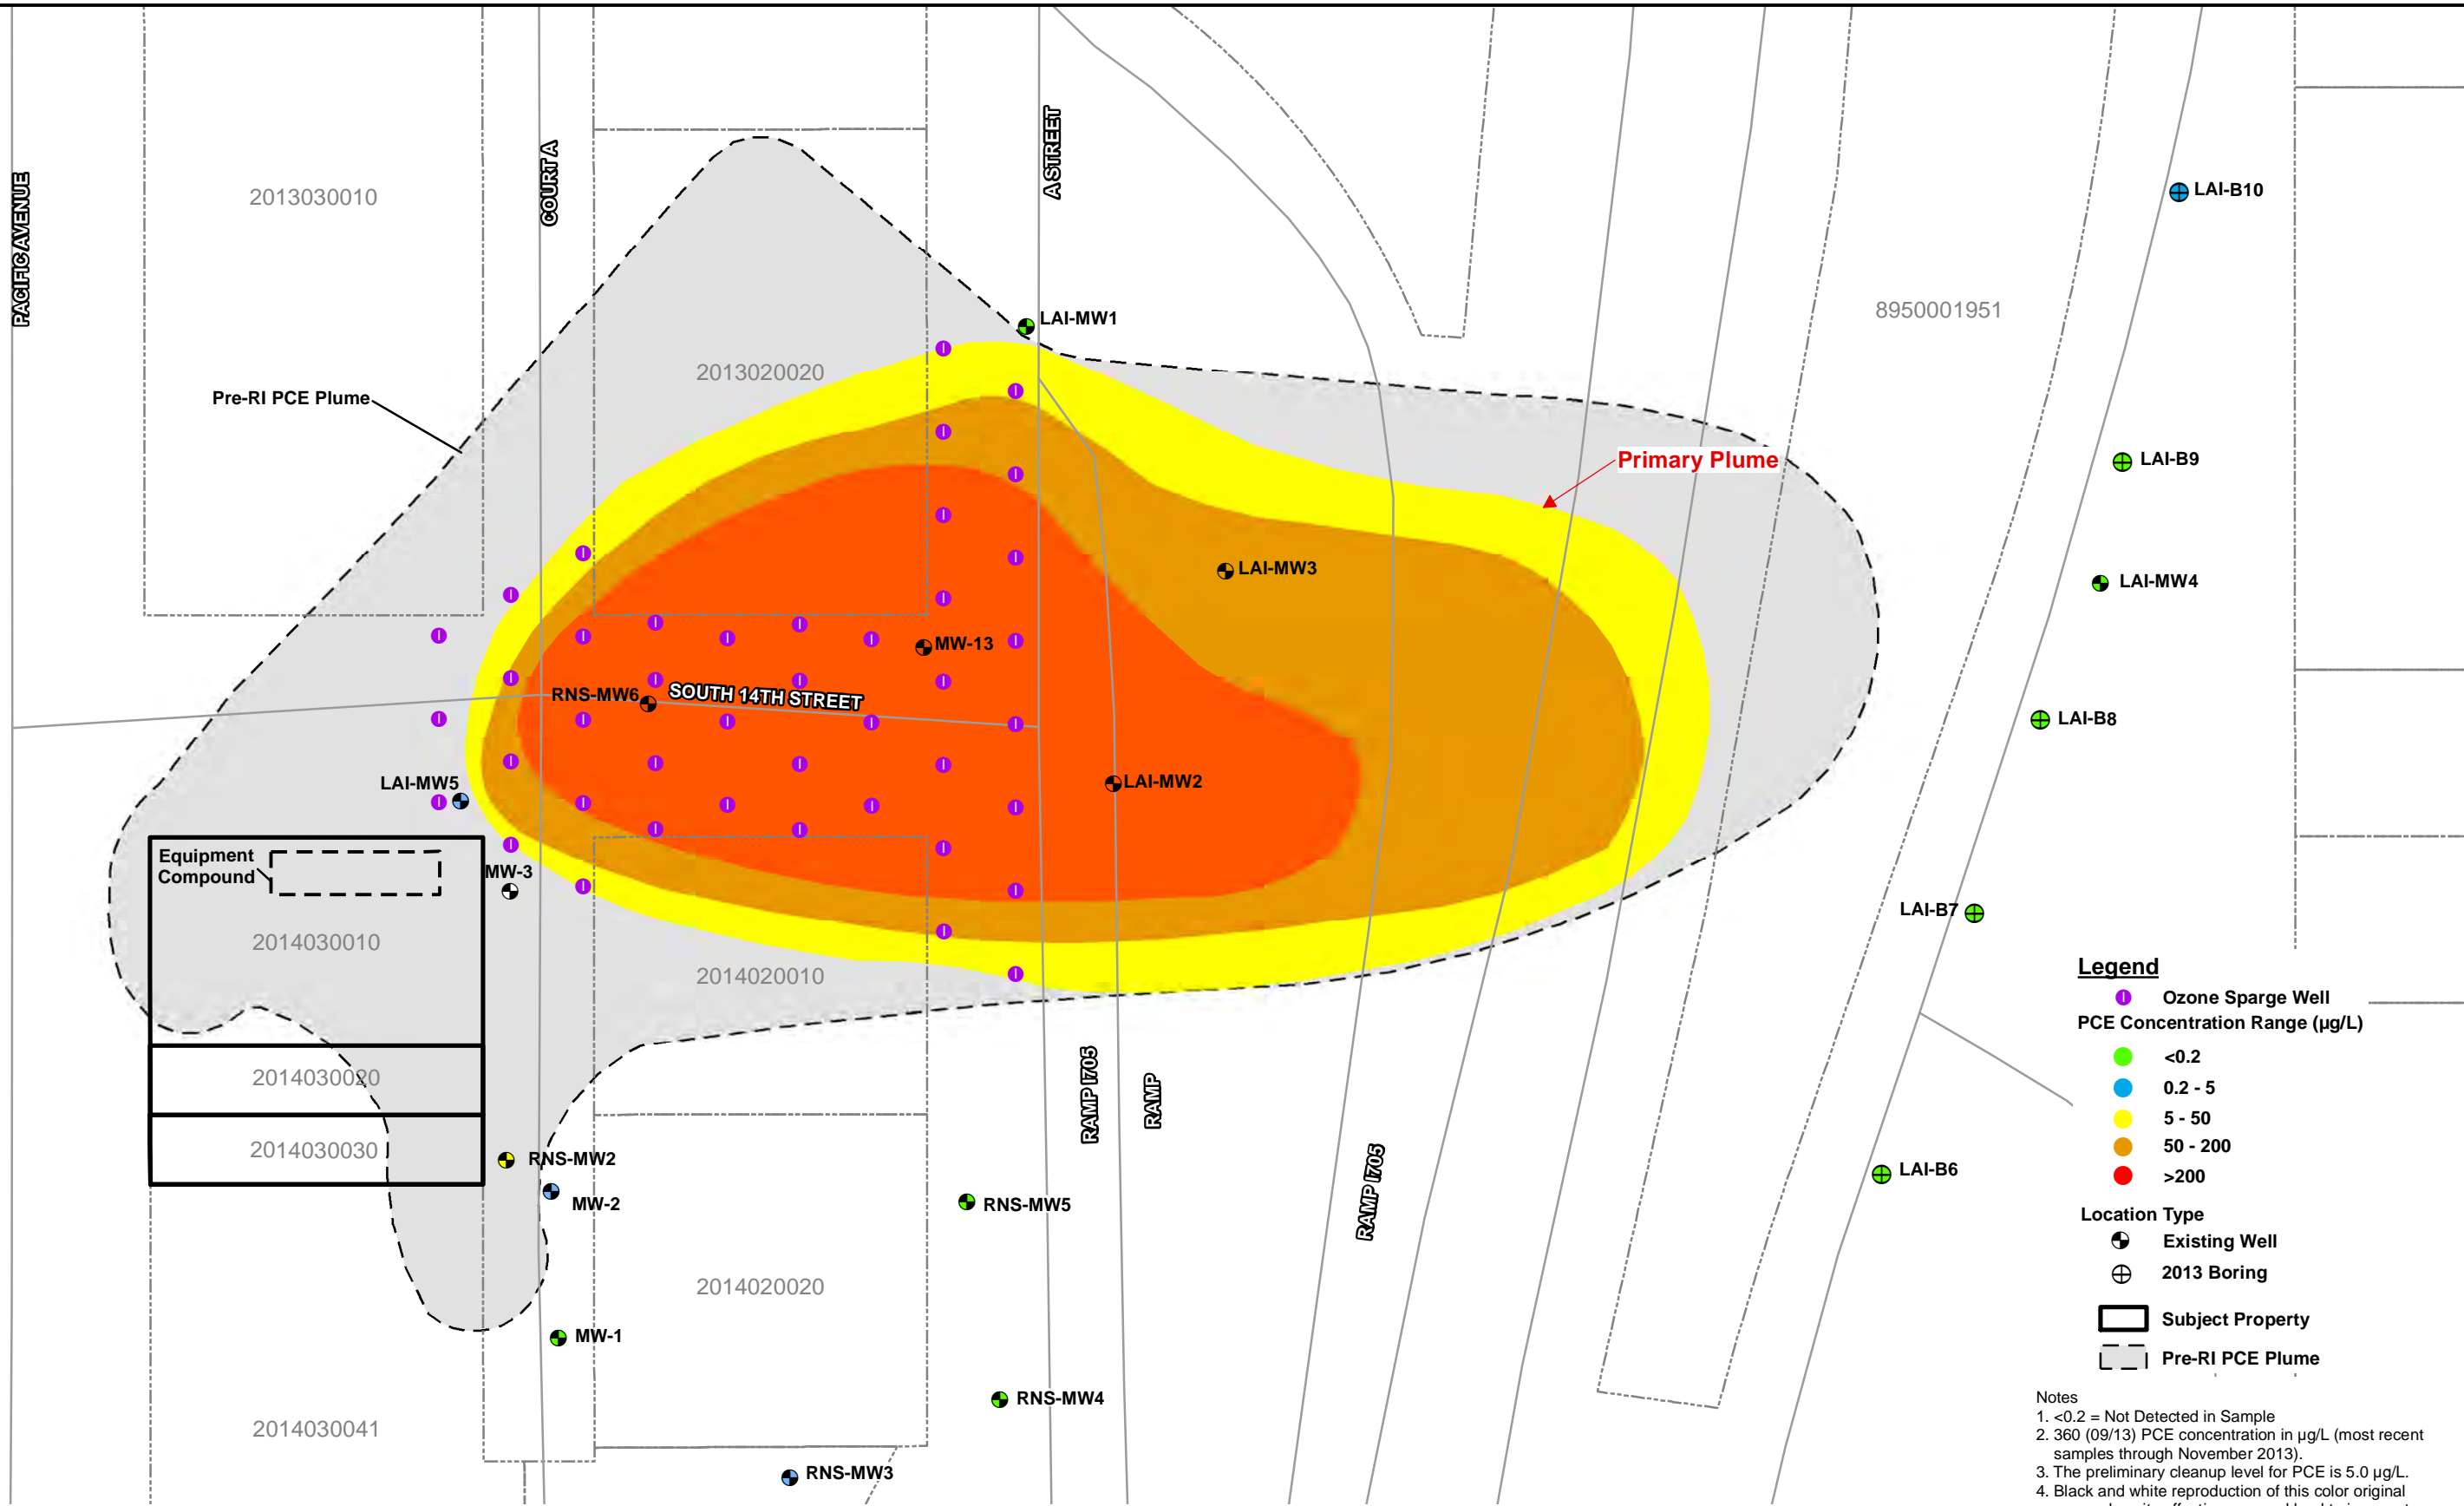 PACIFIC AVENUE
COURT A
A STREET
2013030010
LAI-B10
8950001951
LAI-MW1
2013020020
Pre-RI PCE Plume
Primary Plume
LAI-B9
LAI-MW3
LAI-MW4
MW-13
RNS-MW6
SOUTH 14TH STREET
LAI-B8
LAI-MW5
LAI-MW2
Equipment
Compound
MW-3
LAI-B7
2014030010
2014020010
2014030020
RAMP I705
RAMP
2014030030
RNS-MW2
MW-2
RNS-MW5
RAMP I705
LAI-B6
2014020020
MW-1
RNS-MW4
2014030041
RNS-MW3
Legend
Ozone Sparge Well
PCE Concentration Range (µg/L)
<0.2
0.2 - 5
5 - 50
50 - 200
>200
Location Type
Existing Well
2013 Boring
Subject Property
Pre-RI PCE Plume
Notes
1. <0.2 = Not Detected in Sample
2. 360 (09/13) PCE concentration in µg/L (most recent
samples through November 2013).
3. The preliminary cleanup level for PCE is 5.0 µg/L.
4. Black and white reproduction of this color original